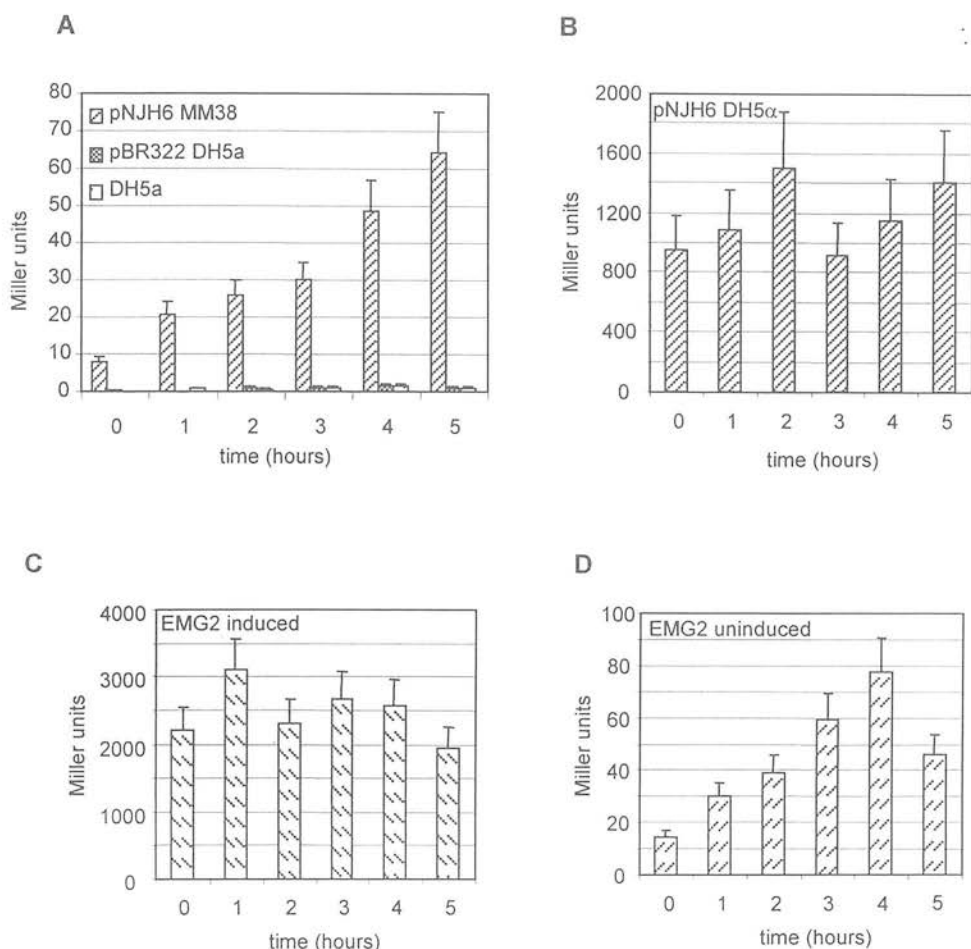 A
80
70
60
50
40
30
20
10
0
Miller units
pNJH6 MM38
pBR322 DH5a
DH5a
0 1 2 3 4 5
time (hours)
B
2000
1600
1200
800
400
0
Miller units
pNJH6 DH5α
0 1 2 3 4 5
time (hours)
C
4000
3000
2000
1000
0
Miller units
EMG2 induced
0 1 2 3 4 5
time (hours)
D
100
80
60
40
20
0
Miller units
EMG2 uninduced
0 1 2 3 4 5
time (hours)